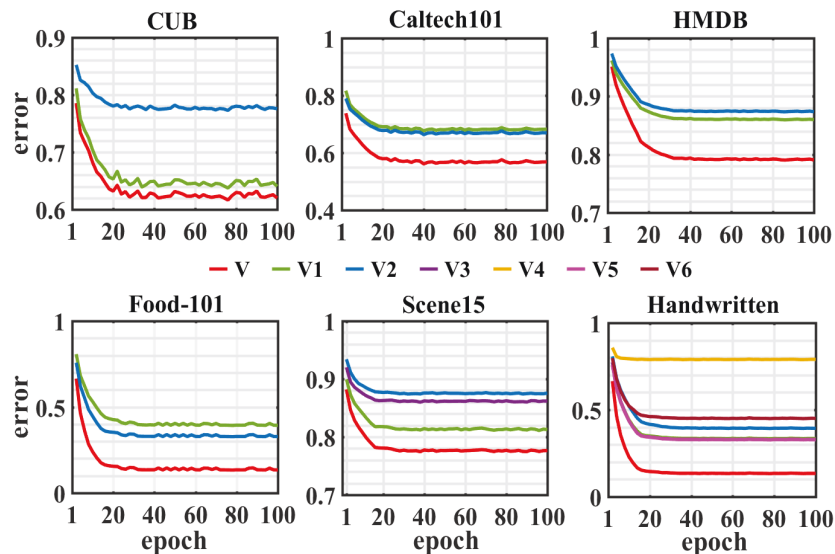 CUB Caltech101 HMDB
0.9 1 1
0.8 0.8 0.9
error
0.7 0.6 0.8
0.6 0.4 0.7
1 20 40 60 80 100 1 20 40 60 80 100 1 20 40 60 80 100
V V1 V2 V3 V4 V5 V6
Food-101 Scene15 Handwritten
1 1 1
0.9
error
0.5 0.8 0.5
0 0.7 0
1 20 40 60 80 100 1 20 40 60 80 100 1 20 40 60 80 100
epoch epoch epoch